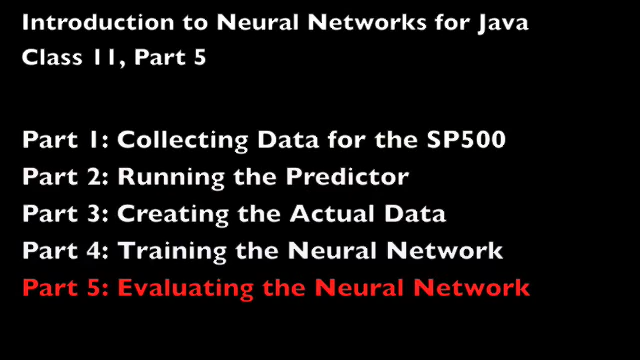 Introduction to Neural Networks for Java
Class 11, Part 5
Part 1: Collecting Data for the SP500
Part 2: Running the Predictor
Part 3: Creating the Actual Data
Part 4: Training the Neural Network
Part 5: Evaluating the Neural Network